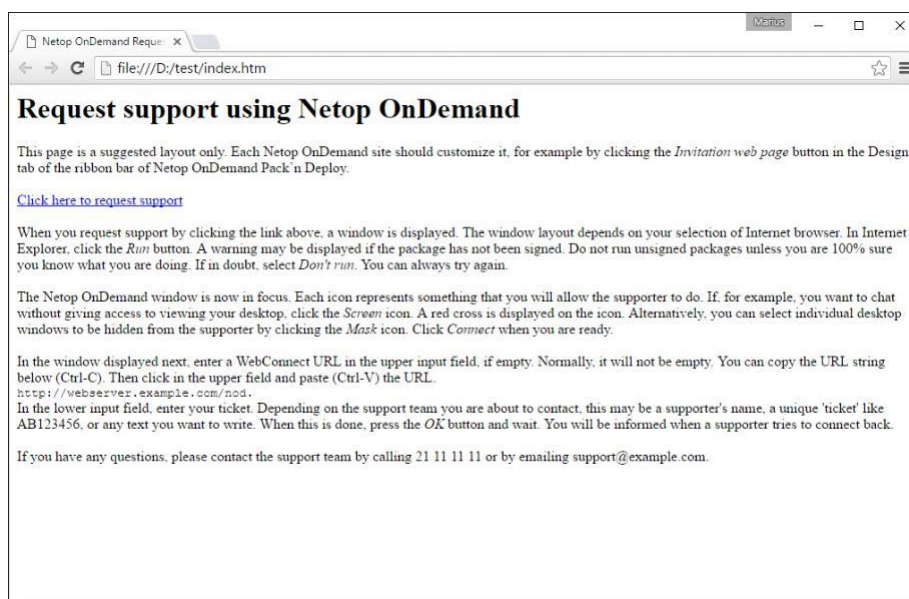 Marius
Netop OnDemand Reque
file:///D:/test/index.htm
Request support using Netop OnDemand
This page is a suggested layout only. Each Netop OnDemand site should customize it, for example by clicking the Invitation web page button in the Design
tab of the ribbon bar of Netop OnDemand Pack´n Deploy.
Click here to request support
When you request support by clicking the link above, a window is displayed. The window layout depends on your selection of Internet browser. In Internet
Explorer, click the Run button. A warning may be displayed if the package has not been signed. Do not run unsigned packages unless you are 100% sure
you know what you are doing. If in doubt, select Don't run. You can always try again.
The Netop OnDemand window is now in focus. Each icon represents something that you will allow the supporter to do. If, for example, you want to chat
without giving access to viewing your desktop, click the Screen icon. A red cross is displayed on the icon. Alternatively, you can select individual desktop
windows to be hidden from the supporter by clicking the Mask icon. Click Connect when you are ready.
In the window displayed next, enter a WebConnect URL in the upper input field, if empty. Normally, it will not be empty. You can copy the URL string
below (Ctrl-C). Then click in the upper field and paste (Ctrl-V) the URL.
http://webserver.example.com/nod.
In the lower input field, enter your ticket. Depending on the support team you are about to contact, this may be a supporter's name, a unique 'ticket' like
AB123456, or any text you want to write. When this is done, press the OK button and wait. You will be informed when a supporter tries to connect back.
If you have any questions, please contact the support team by calling 21 11 11 11 or by emailing support@example.com.